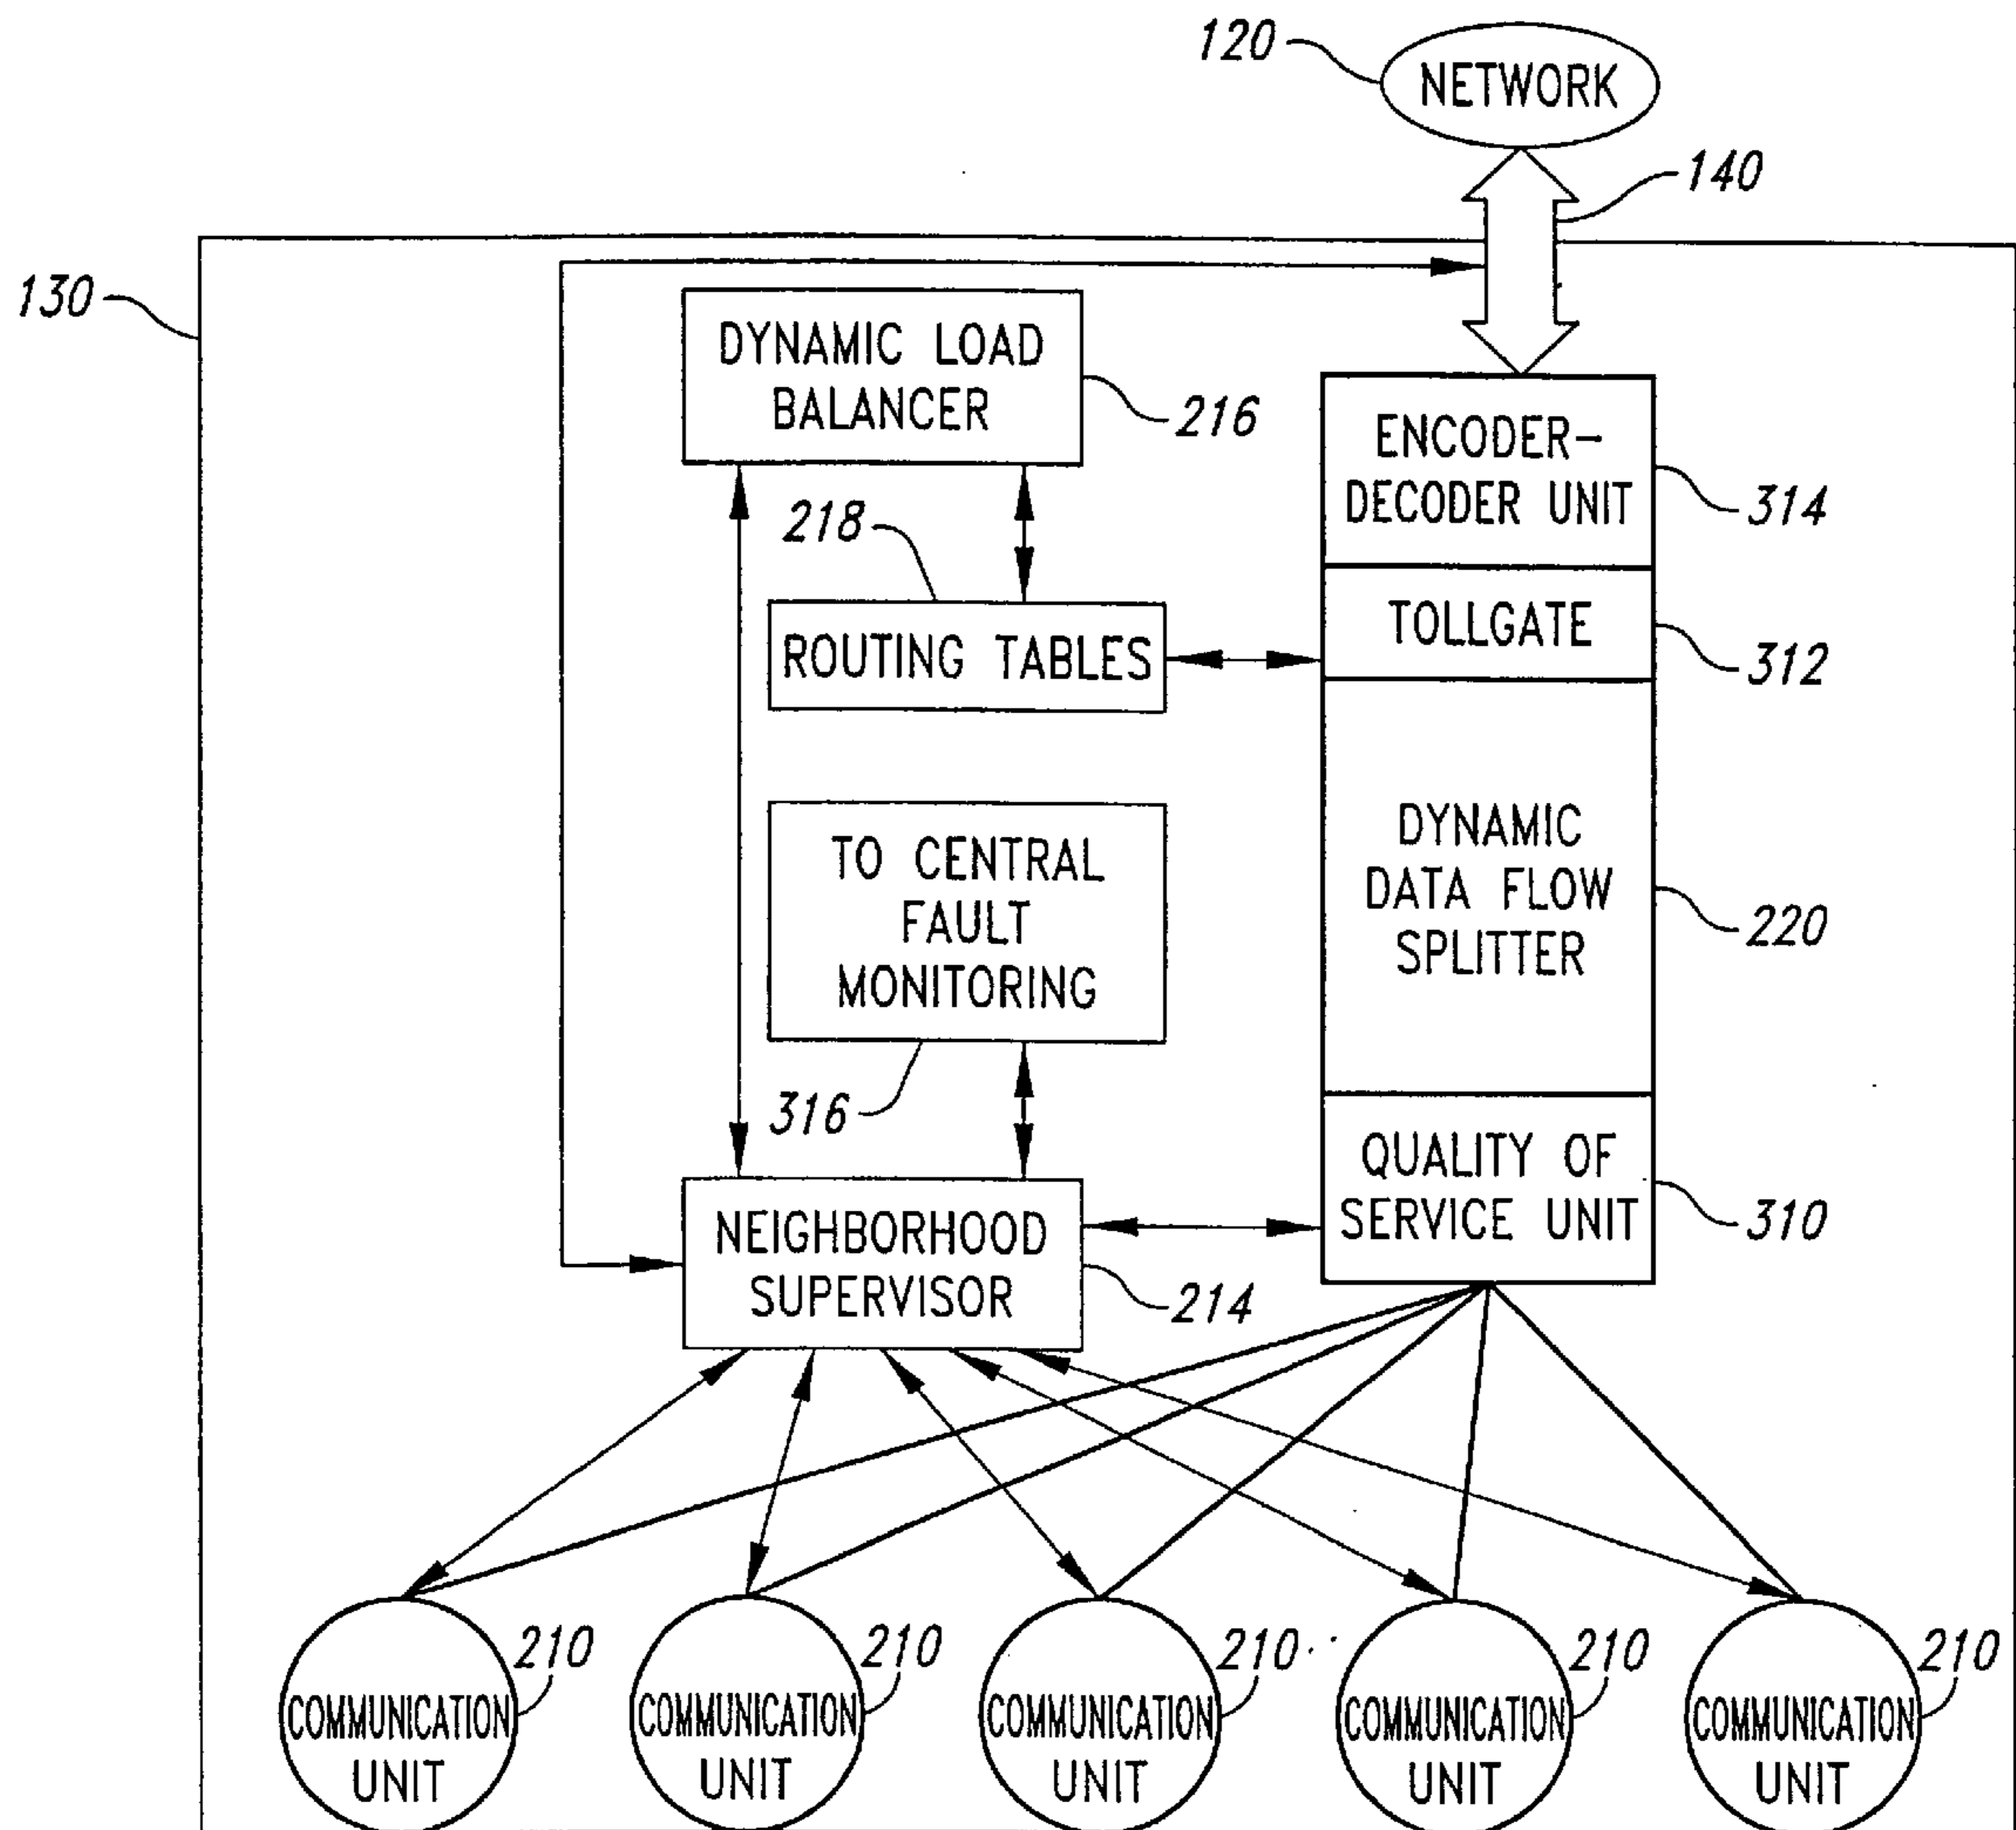 120
NETWORK
140
130
DYNAMIC LOAD
BALANCER
216
ENCODER-
DECODER UNIT
314
218
ROUTING TABLES
TOLLGATE
312
TO CENTRAL
FAULT
MONITORING
316
DYNAMIC
DATA FLOW
SPLITTER
220
QUALITY OF
SERVICE UNIT
310
NEIGHBORHOOD
SUPERVISOR
214
210
COMMUNICATION
UNIT
210
COMMUNICATION
UNIT
210
COMMUNICATION
UNIT
210
COMMUNICATION
UNIT
210
COMMUNICATION
UNIT